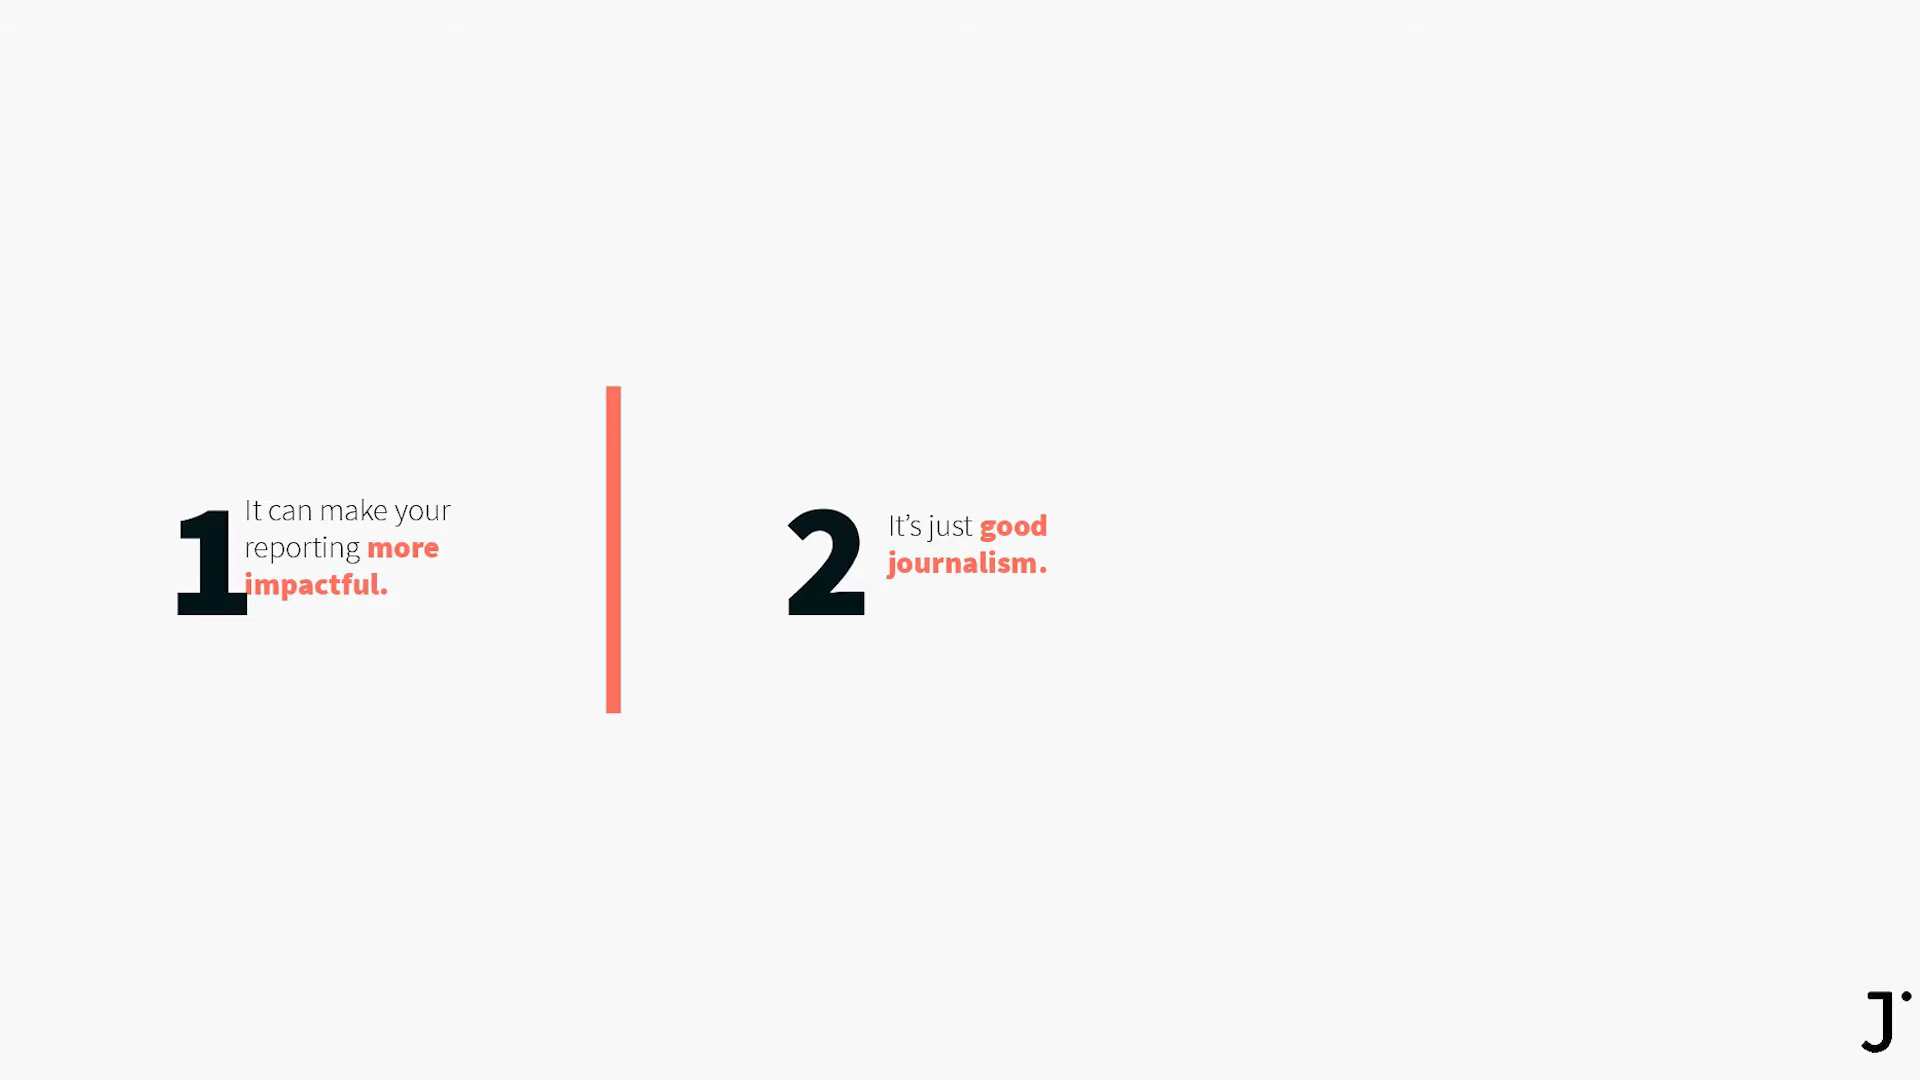 1
It can make your
reporting more
impactful.
2
It’s just good
journalism.
J